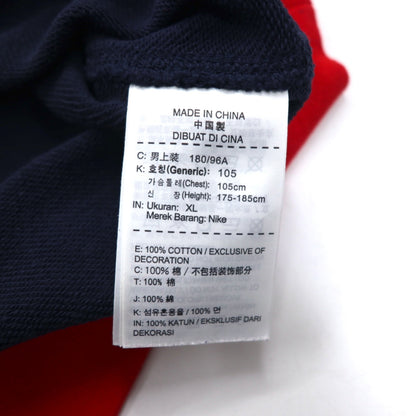 MADE IN CHINA
中国製
DIBUAT DI CINA
C: 男上装 180/96A
K: 호칭(Generic): 105
가슴둘레(Chest): 105cm
신 장(Height): 175-185cm
IN: Ukuran: XL
Merek Barang: Nike
E: 100% COTTON / EXCLUSIVE OF
DECORATION
C: 100% 棉 / 不包括装饰部分
T: 100% 棉
J: 100% 綿
K: 섬유혼용율 / 100% 면
IN: 100% KATUN / EKSKLUSIF DARI
DEKORASI